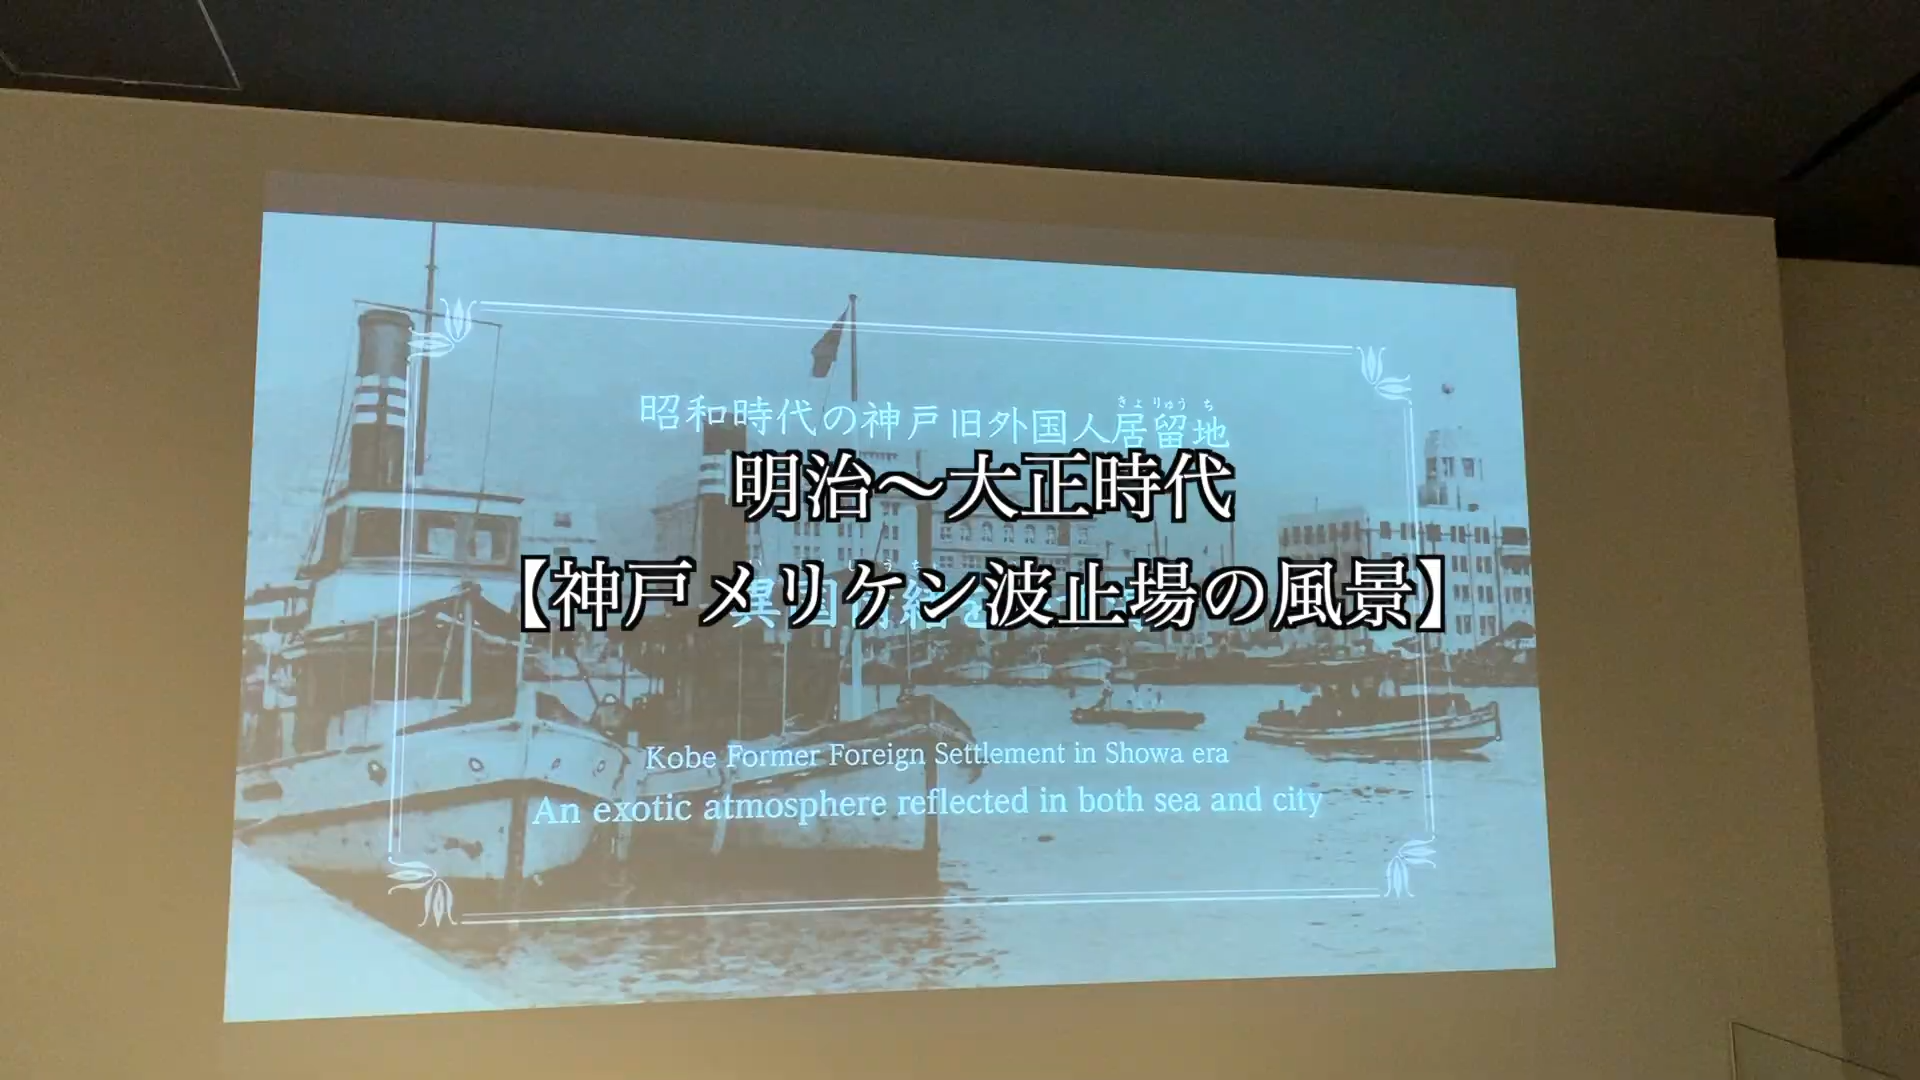 昭和時代の神戸旧外国人居留地
きょ りゅう ち
明治～大正時代
【神戸メリケン波止場の風景】
Kobe Former Foreign Settlement in Showa era
An exotic atmosphere reflected in both sea and city